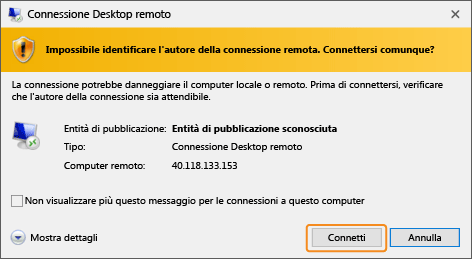 Connessione Desktop remoto
Impossibile identificare l'autore della connessione remota. Connettersi comunque?
La connessione potrebbe danneggiare il computer locale o remoto. Prima di connettersi, verificare
che l'autore della connessione sia attendibile.
Entità di pubblicazione: Entità di pubblicazione sconosciuta
Tipo: Connessione Desktop remoto
Computer remoto: 40.118.133.153
Non visualizzare più questo messaggio per le connessioni a questo computer
Mostra dettagli Connetti Annulla